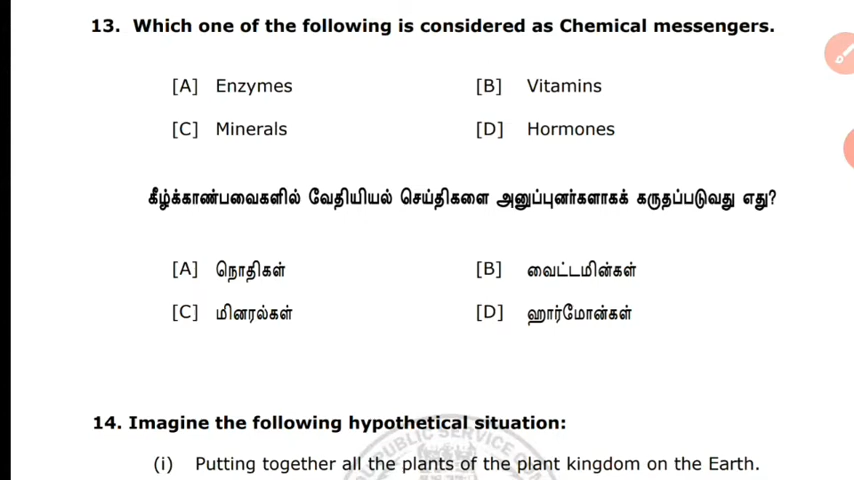 13. Which one of the following is considered as Chemical messengers.
[A] Enzymes [B] Vitamins
[C] Minerals [D] Hormones
கீழ்க்காண்பவைகளில் வேதியியல் செய்திகளை அனுப்புனர்களாகக் கருதப்படுவது எது?
[A] நொதிகள் [B] வைட்டமின்கள்
[C] மினரல்கள் [D] ஹார்மோன்கள்
14. Imagine the following hypothetical situation:
PUBLIC SERVICE
(i) Putting together all the plants of the plant kingdom on the Earth.